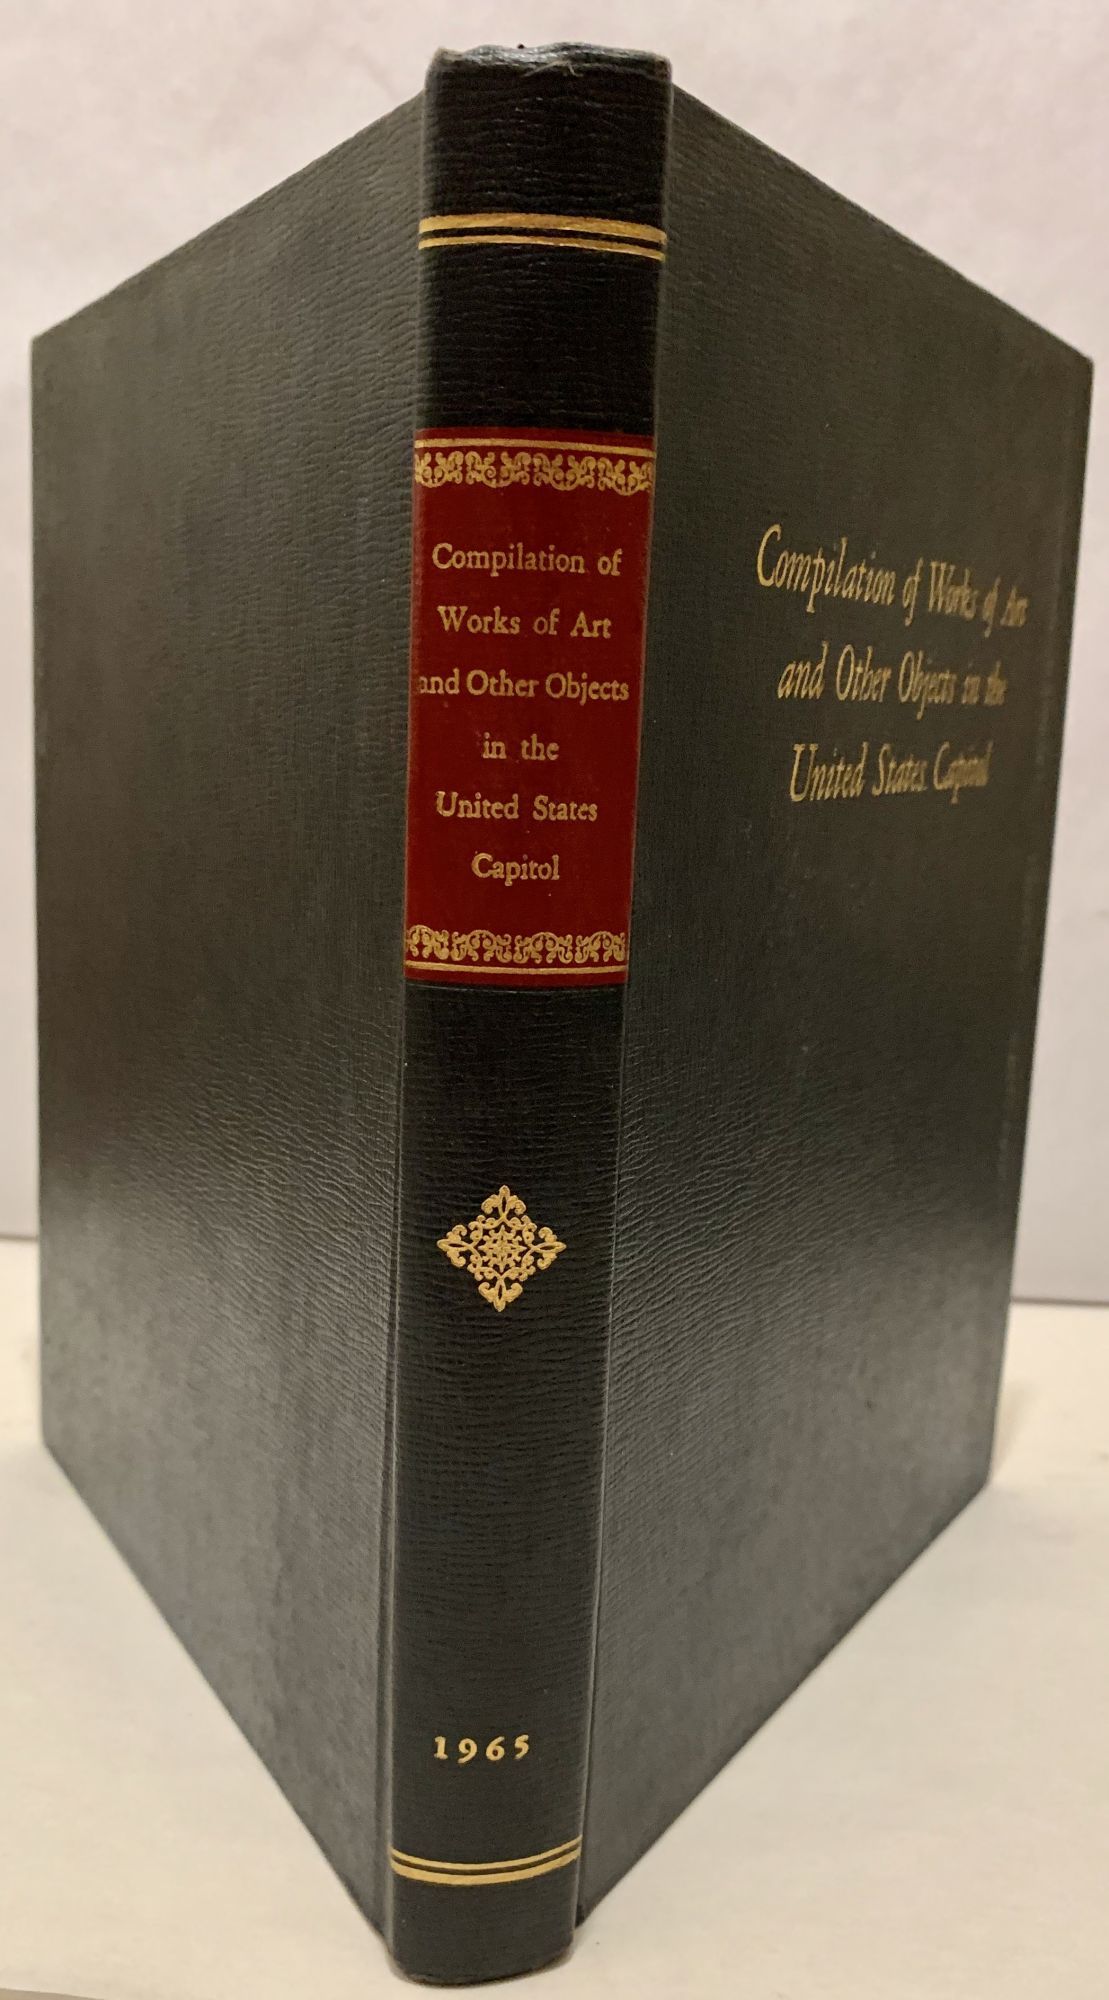 Compilation of
Works of Art
and Other Objects
in the
United States
Capitol
1965
Compilation of Works of Art
and Other Objects in the
United States Capitol